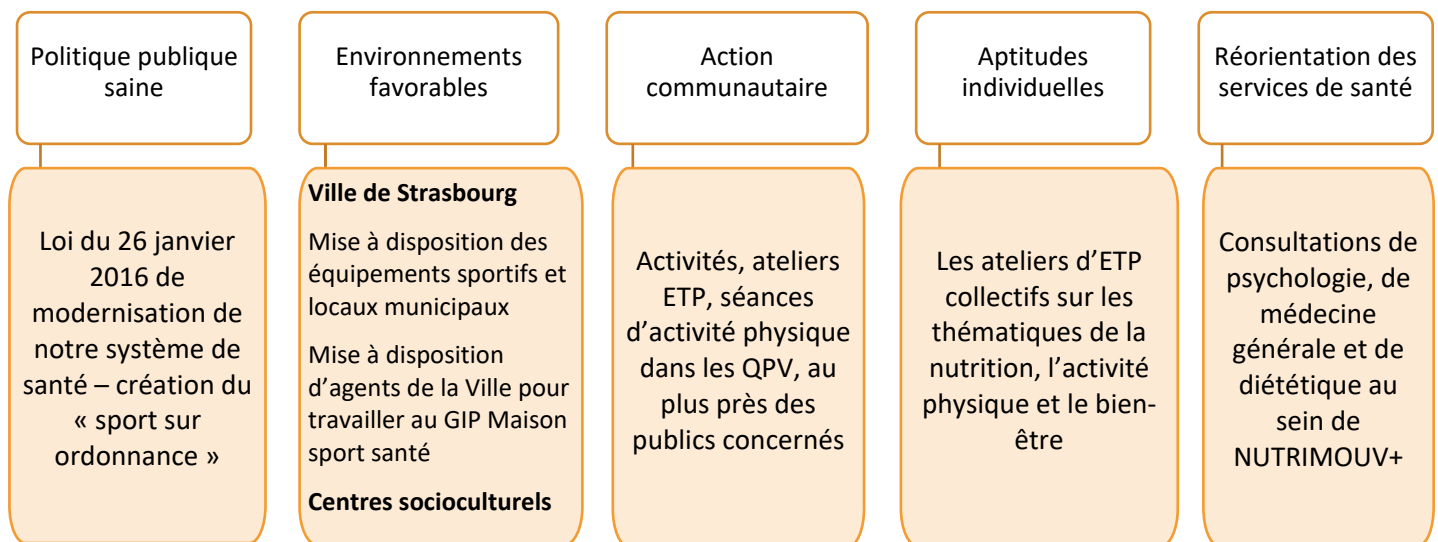 Politique publique
saine
Environnements
favorables
Action
communautaire
Aptitudes
individuelles
Réorientation des
services de santé
Loi du 26 janvier
2016 de
modernisation de
notre système de
santé – création du
« sport sur
ordonnance »
Ville de Strasbourg
Mise à disposition des
équipements sportifs et
locaux municipaux
Mise à disposition
d’agents de la Ville pour
travailler au GIP Maison
sport santé
Centres socioculturels
Activités, ateliers
ETP, séances
d’activité physique
dans les QPV, au
plus près des
publics concernés
Les ateliers d’ETP
collectifs sur les
thématiques de la
nutrition, l’activité
physique et le bien-
être
Consultations de
psychologie, de
médecine
générale et de
diététique au
sein de
NUTRIMOUV+